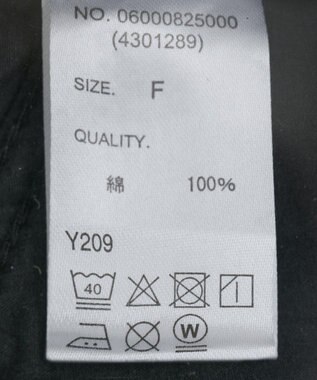 NO. 06000825000
(4301289)
SIZE. F
QUALITY.
綿 100%
Y209
40
W